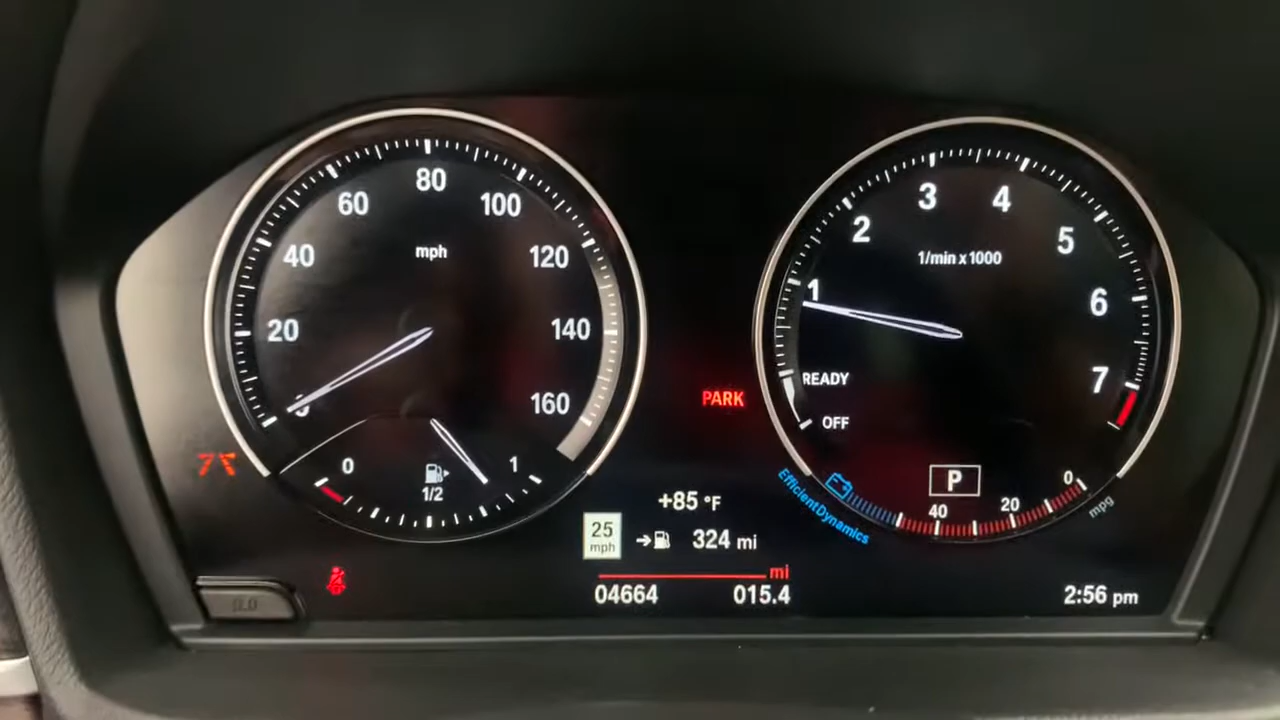 80
60
100
40
mph
120
20
140
160
0
1
1/2
3
4
2
5
1/min x 1000
1
6
READY
7
OFF
PARK
P
0
20
40
mpg
EfficientDynamics
+85 °F
25
mph
324 mi
mi
04664
015.4
2:56 pm
0.0